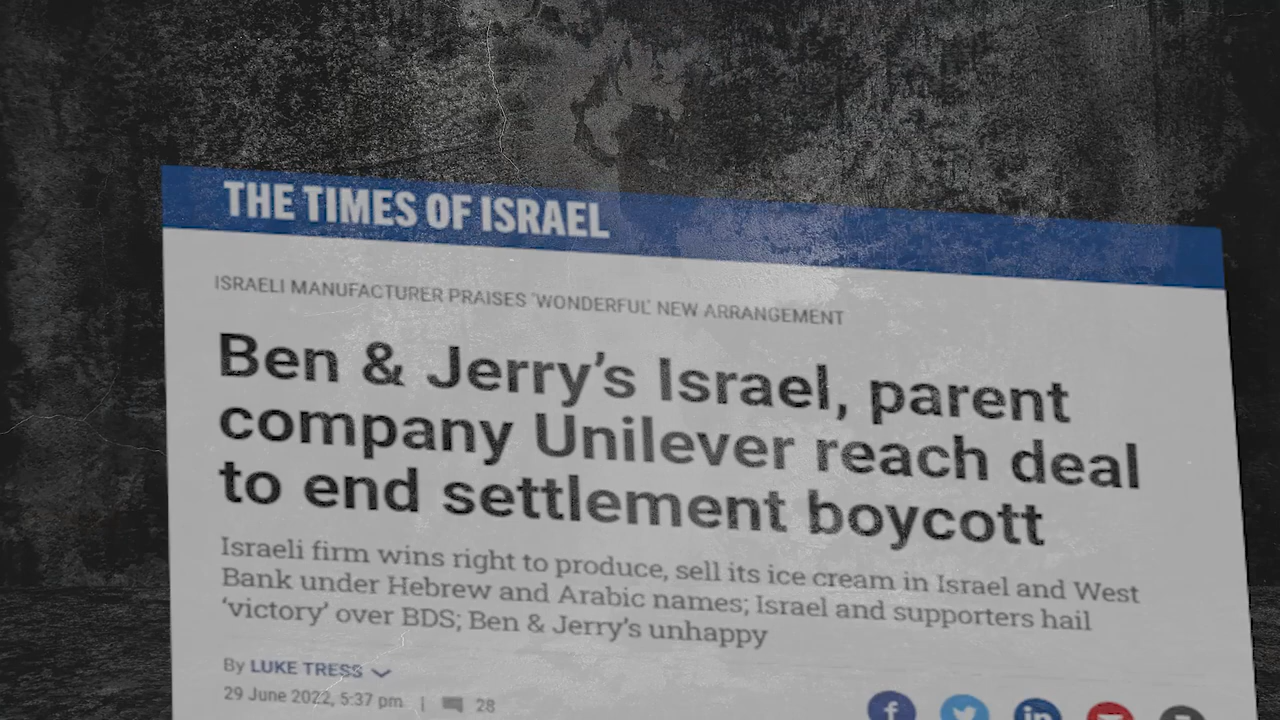 THE TIMES OF ISRAEL
ISRAELI MANUFACTURER PRAISES 'WONDERFUL' NEW ARRANGEMENT
Ben & Jerry's Israel, parent
company Unilever reach deal
to end settlement boycott
Israeli firm wins right to produce, sell its ice cream in Israel and West
Bank under Hebrew and Arabic names; Israel and supporters hail
'victory' over BDS; Ben & Jerry's unhappy
By LUKE TRESS
29 June 2022, 5:37 pm | 28
f in